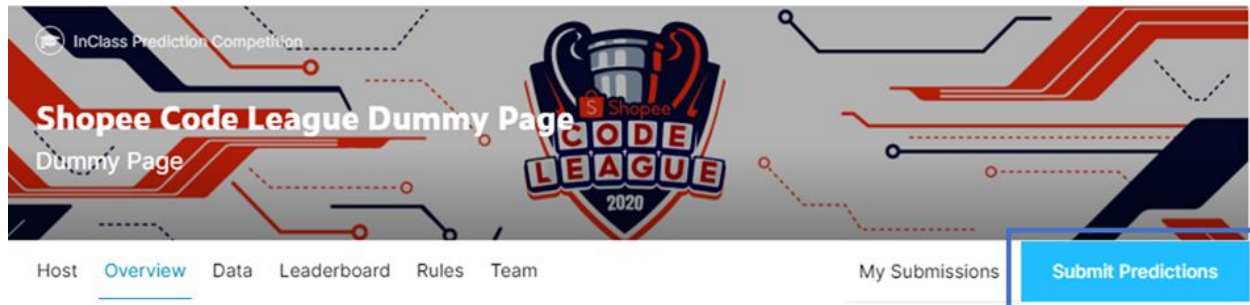 InClass Prediction Competition
Shopee Code League Dummy Page
Dummy Page
S Shopee
CODE
LEAGUE
2020
Host Overview Data Leaderboard Rules Team My Submissions Submit Predictions